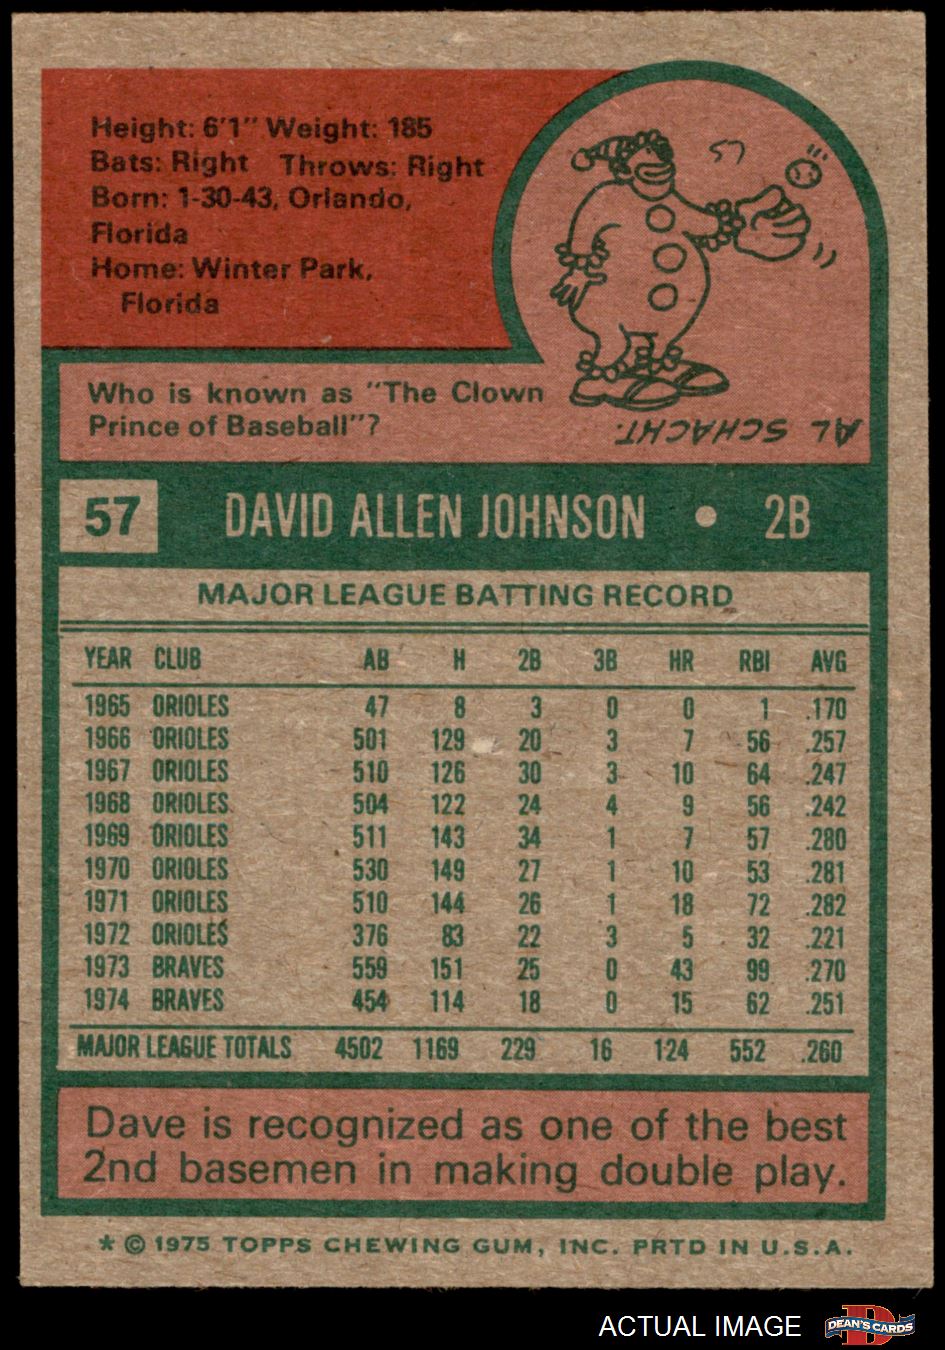 Height: 6'1" Weight: 185
Bats: Right Throws: Right
Born: 1-30-43, Orlando,
Florida
Home: Winter Park,
Florida
57
Who is known as "The Clown
Prince of Baseball"?
AL SCHACHT.
57 DAVID ALLEN JOHNSON • 2B
MAJOR LEAGUE BATTING RECORD
YEAR CLUB AB H 2B 3B HR RBI AVG
1965 ORIOLES 47 8 3 0 0 1 .170
1966 ORIOLES 501 129 20 3 7 56 .257
1967 ORIOLES 510 126 30 3 10 64 .247
1968 ORIOLES 504 122 24 4 9 56 .242
1969 ORIOLES 511 143 34 1 7 57 .280
1970 ORIOLES 530 149 27 1 10 53 .281
1971 ORIOLES 510 144 26 1 18 72 .282
1972 ORIOLES 376 83 22 3 5 32 .221
1973 BRAVES 559 151 25 0 43 99 .270
1974 BRAVES 454 114 18 0 15 62 .251
MAJOR LEAGUE TOTALS 4502 1169 229 16 124 552 .260
Dave is recognized as one of the best
2nd basemen in making double play.
* © 1975 TOPPS CHEWING GUM, INC. PRTD IN U.S.A.
ACTUAL IMAGE D DEAN'S CARDS